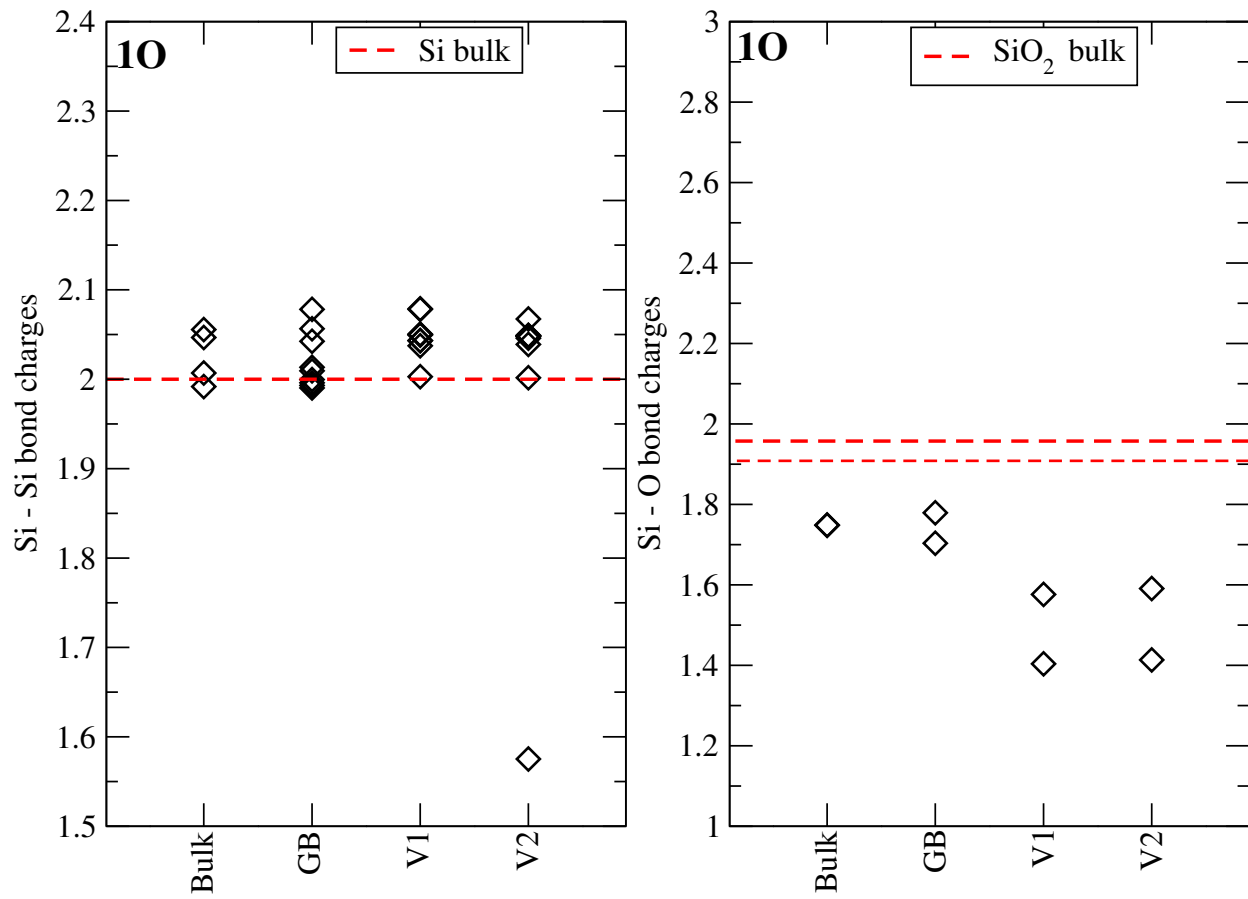 1O
Si bulk
2.4
2.3
2.2
2.1
2
1.9
1.8
1.7
1.6
1.5
Si - Si bond charges
Bulk
GB
V1
V2
1O
SiO2 bulk
3
2.8
2.6
2.4
2.2
2
1.8
1.6
1.4
1.2
1
Si - O bond charges
Bulk
GB
V1
V2